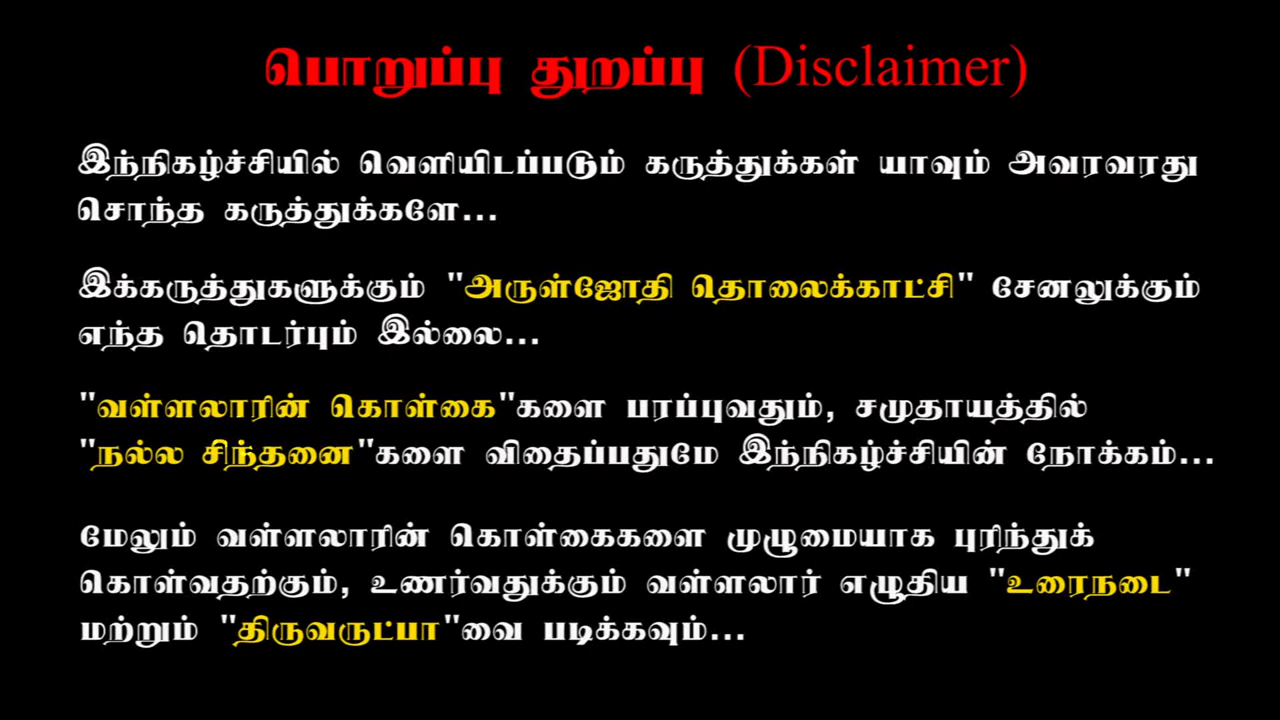 பொறுப்பு துறப்பு (Disclaimer)
இந்நிகழ்ச்சியில் வெளியிடப்படும் கருத்துக்கள் யாவும் அவரவரது
சொந்த கருத்துக்களே...
இக்கருத்துகளுக்கும் "அருள்ஜோதி தொலைக்காட்சி" சேனலுக்கும்
எந்த தொடர்பும் இல்லை...
"வள்ளலாரின் கொள்கை"களை பரப்புவதும், சமுதாயத்தில்
"நல்ல சிந்தனை"களை விதைப்பதுமே இந்நிகழ்ச்சியின் நோக்கம்...
மேலும் வள்ளலாரின் கொள்கைகளை முழுமையாக புரிந்துக்
கொள்வதற்கும், உணர்வதுக்கும் வள்ளலார் எழுதிய "உரைநடை"
மற்றும் "திருவருட்பா"வை படிக்கவும்...